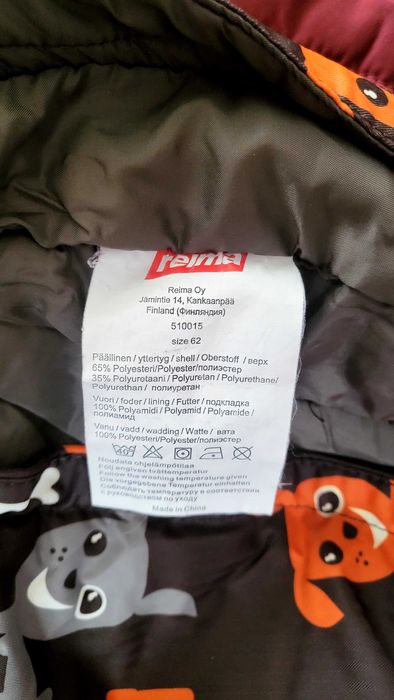 reima
Reima Oy
Jämintie 14, Kankaanpää
Finland (Финляндия)
510015
size 62
Päällinen / yttertyg / shell / Oberstoff / верх
65% Polyesteri/Polyester/полиэстер
35% Polyuretaani / Polyuretan / Polyurethane/
Polyurethan / полиуретан
Vuori / foder / lining / Futter / подкладка
100% Polyamidi / Polyamid / Polyamide /
полиамид
Vanu / vadd / wadding / Watte / вата
100% Polyesteri/Polyester/полиэстер
Noudata ohjelämpötilaa
Följ angiven tvättemperatur
Follow the washing temperature given
Die vorgegebene Temperatur einhalten
Соблюдать температуру в соответствии
с руководством по уходу
Made in China